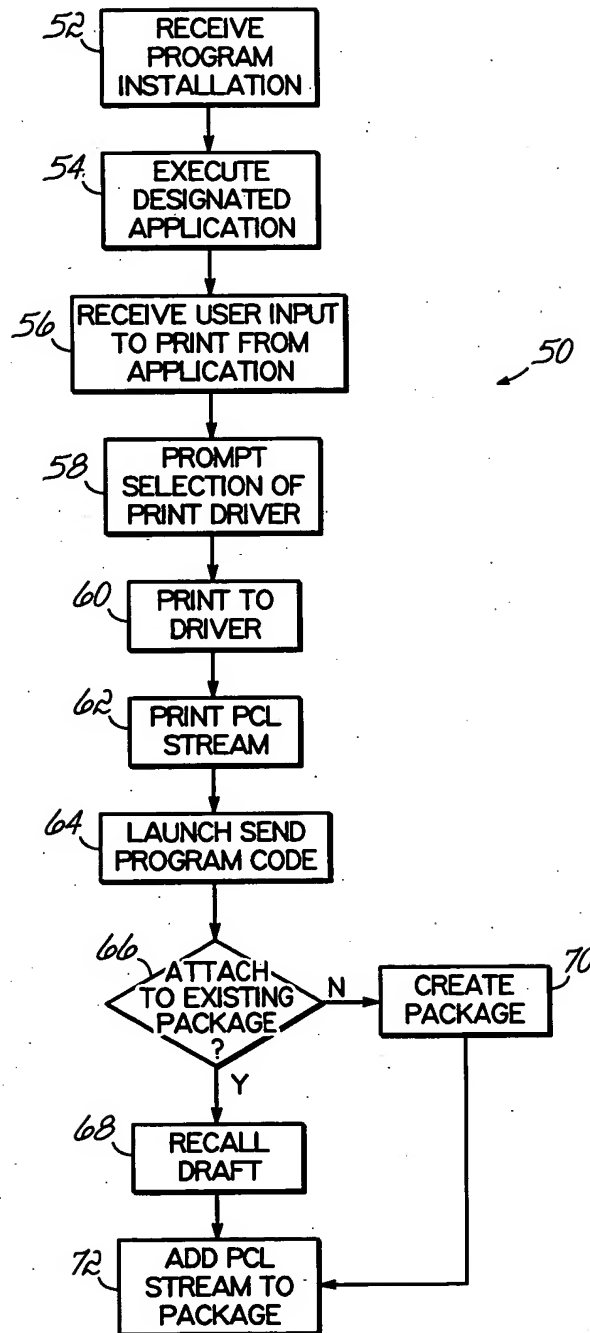 52
RECEIVE
PROGRAM
INSTALLATION
54
EXECUTE
DESIGNATED
APPLICATION
56
RECEIVE USER INPUT
TO PRINT FROM
APPLICATION
50
58
PROMPT
SELECTION OF
PRINT DRIVER
60
PRINT TO
DRIVER
62
PRINT PCL
STREAM
64
LAUNCH SEND
PROGRAM CODE
66
ATTACH
TO EXISTING
PACKAGE
?
N
Y
70
CREATE
PACKAGE
68
RECALL
DRAFT
72
ADD PCL
STREAM TO
PACKAGE